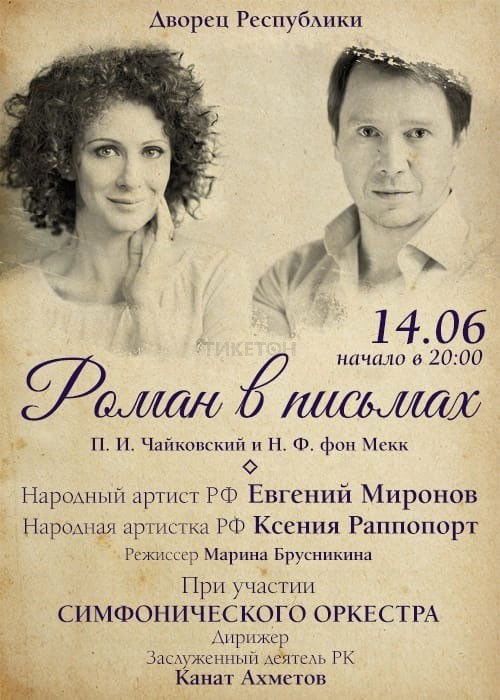 Дворец Республики
14.06
начало в 20:00
ТИКЕТОН
Роман в письмах
П. И. Чайковский и Н. Ф. фон Мекк
Народный артист РФ Евгений Миронов
Народная артистка РФ Ксения Раппопорт
Режиссер Марина Брусникина
При участии
СИМФОНИЧЕСКОГО ОРКЕСТРА
Дирижер
Заслуженный деятель РК
Канат Ахметов